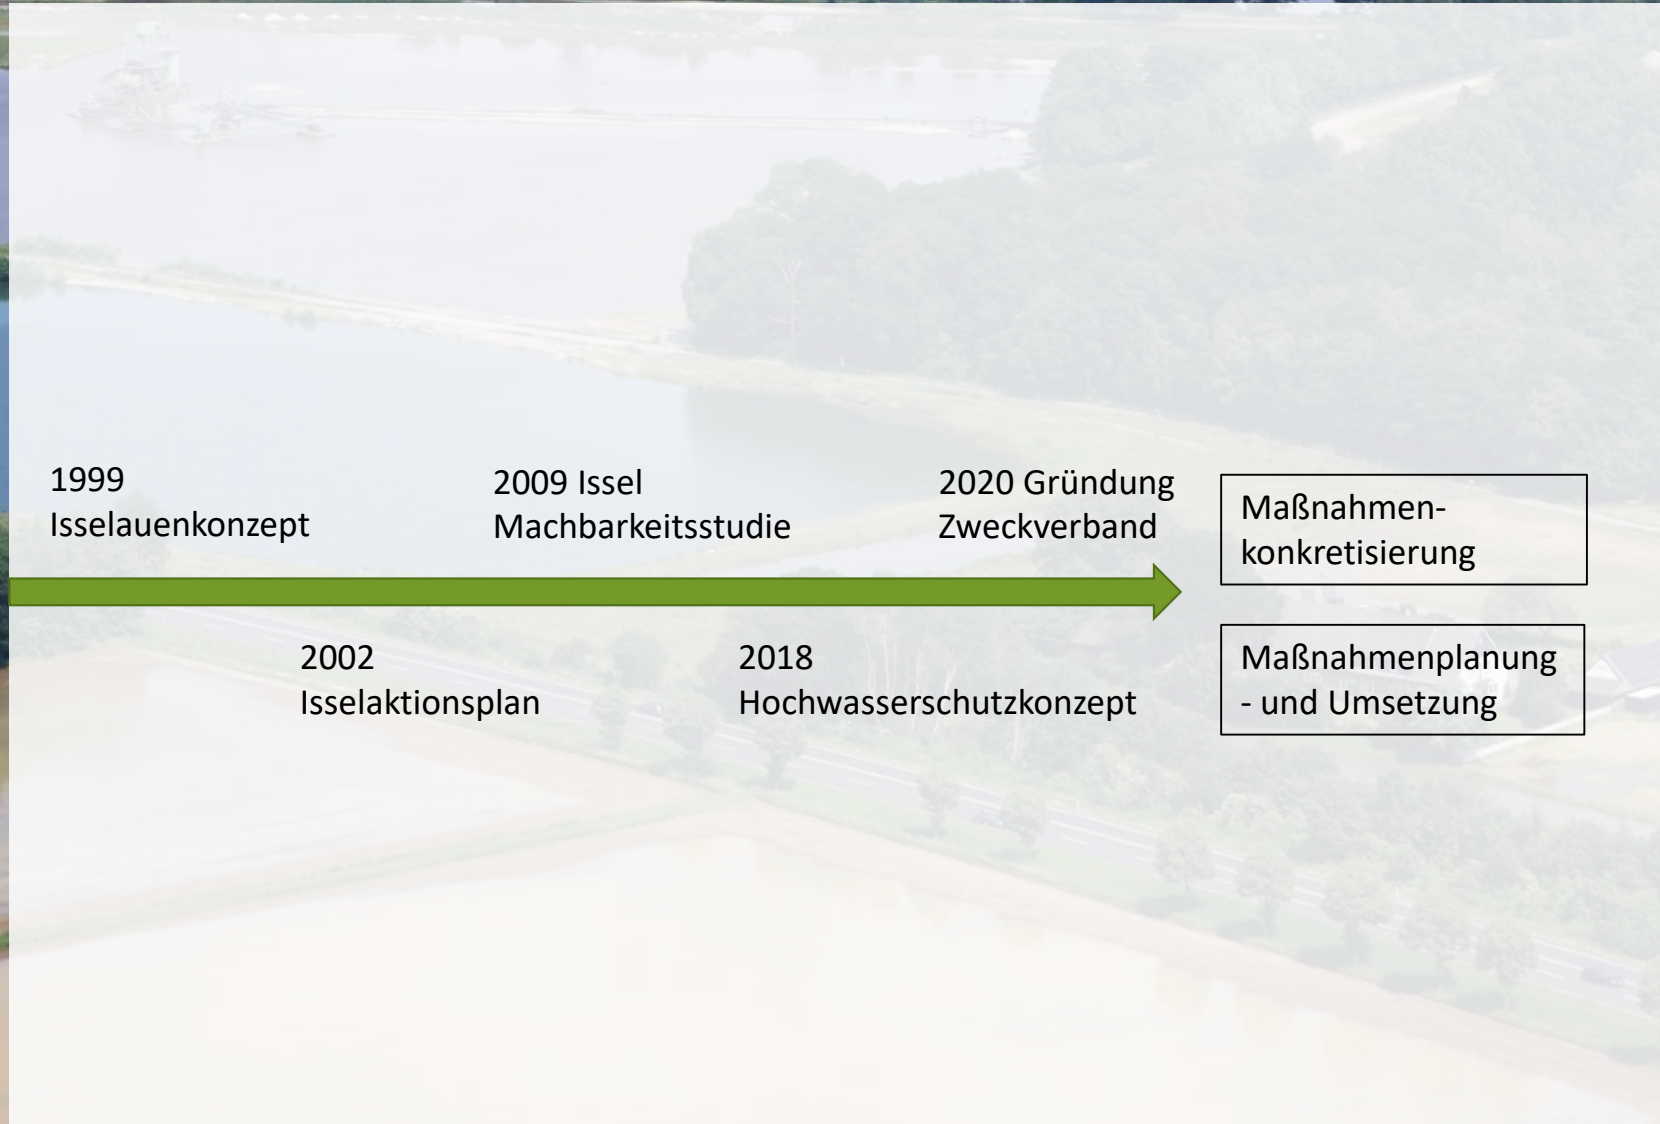 1999
Isselauenkonzept
2009 Issel
Machbarkeitsstudie
2020 Gründung
Zweckverband
Maßnahmen-
konkretisierung
2002
Isselaktionsplan
2018
Hochwasserschutzkonzept
Maßnahmenplanung
- und Umsetzung